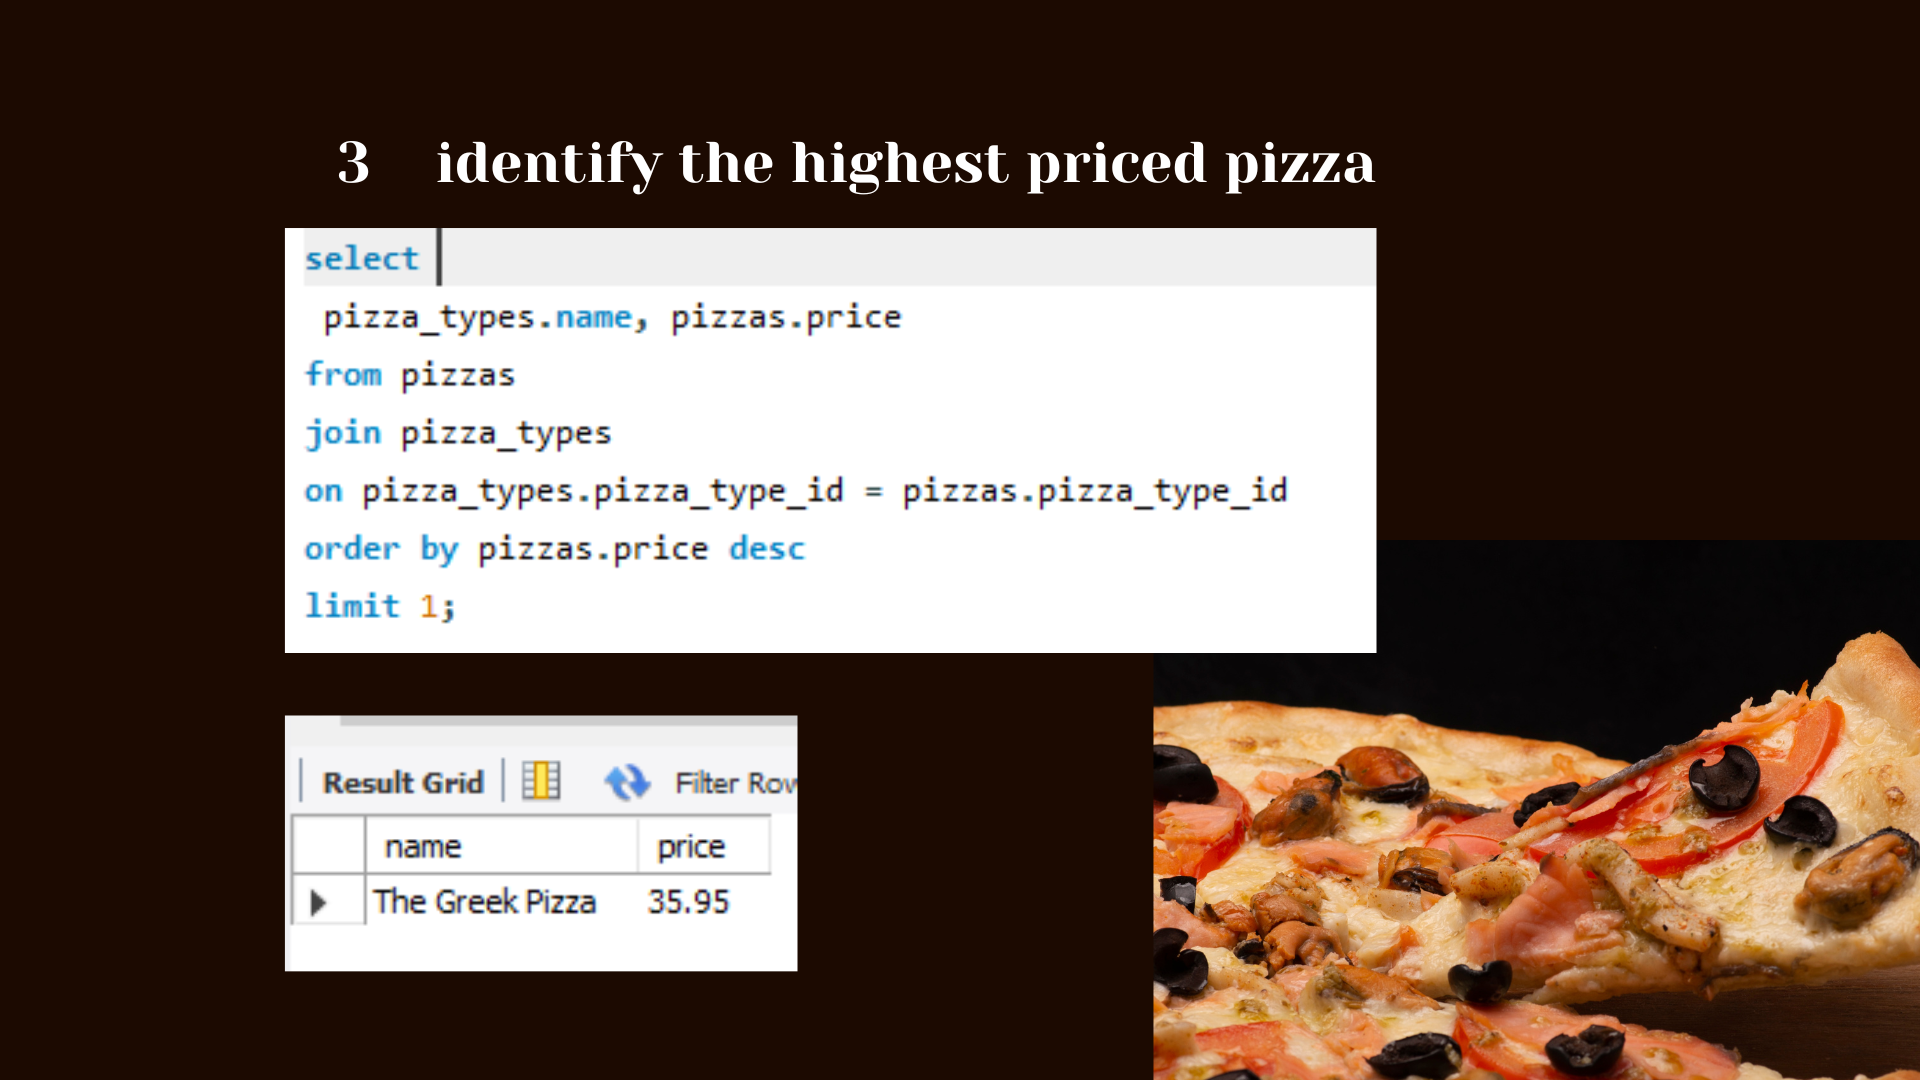 3 identify the highest priced pizza
select
pizza_types.name, pizzas.price
from pizzas
join pizza_types
on pizza_types.pizza_type_id = pizzas.pizza_type_id
order by pizzas.price desc
limit 1;
Result Grid Filter Row
name price
The Greek Pizza 35.95